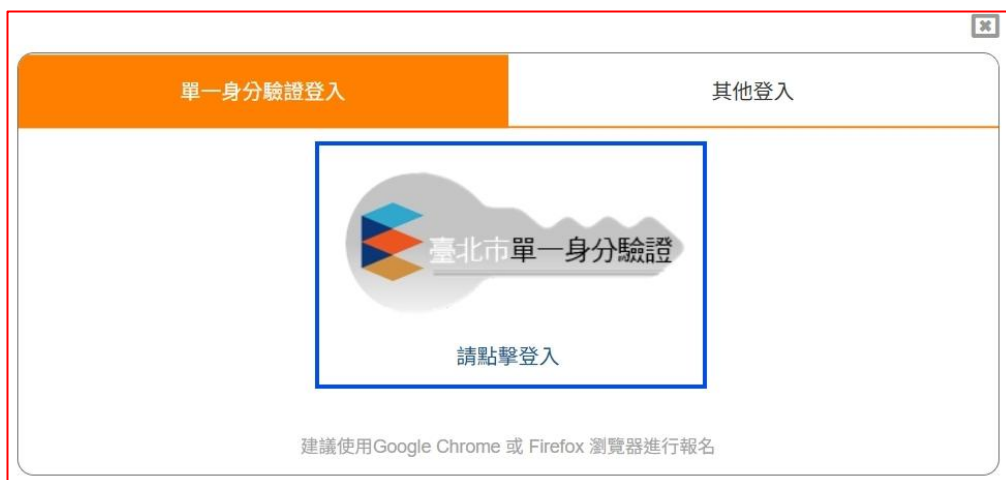 單一身分驗證登入
其他登入
臺北市單一身分驗證
請點擊登入
建議使用Google Chrome 或 Firefox 瀏覽器進行報名